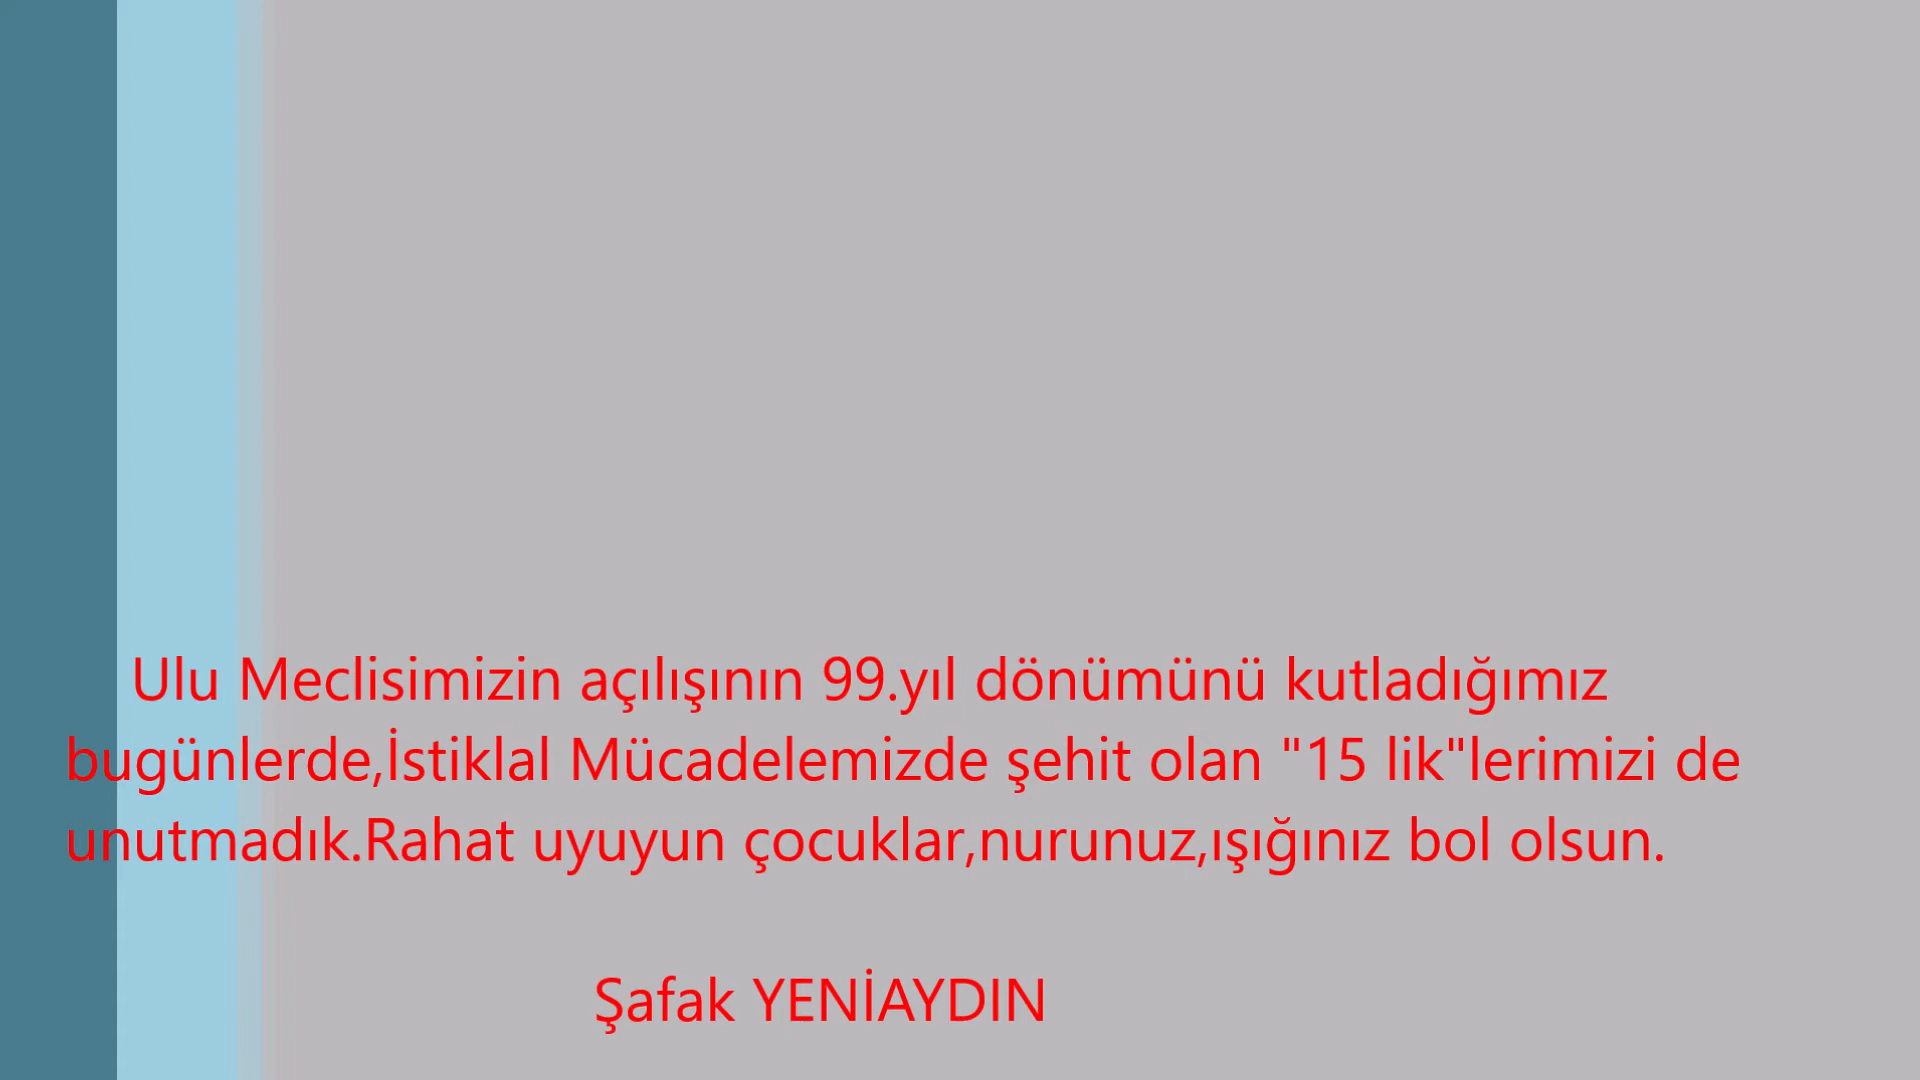 Ulu Meclisimizin açılışının 99.yıl dönümünü kutladığımız
bugünlerde,İstiklal Mücadelemizde şehit olan "15 lik"lerimizi de
unutmadık.Rahat uyuyun çocuklar,nurunuz,ışığınız bol olsun.
Şafak YENİAYDIN